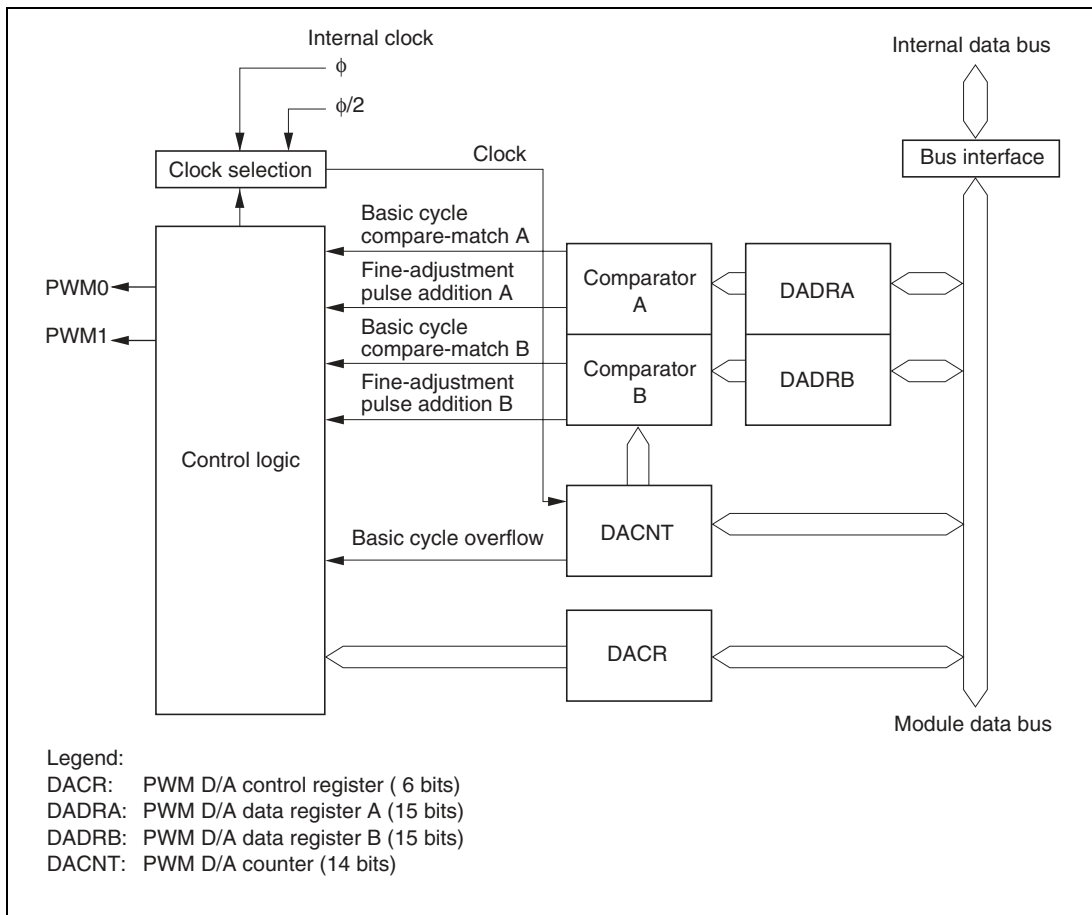 Internal clock
ϕ
ϕ/2
Internal data bus
Clock selection
Clock
Bus interface
Basic cycle
compare-match A
Fine-adjustment
pulse addition A
Basic cycle
compare-match B
Fine-adjustment
pulse addition B
PWM0
PWM1
Comparator
A
DADRA
Comparator
B
DADRB
Control logic
Basic cycle overflow
DACNT
DACR
Module data bus
Legend:
DACR: PWM D/A control register ( 6 bits)
DADRA: PWM D/A data register A (15 bits)
DADRB: PWM D/A data register B (15 bits)
DACNT: PWM D/A counter (14 bits)